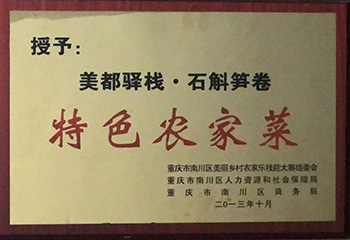 授予：
美都驿栈·石斛笋卷
特色农家菜
重庆市南川区美丽乡村农家乐技能大赛组委会
重庆市南川区人力资源和社会保障局
重庆市南川区商务局
二〇一三年十月